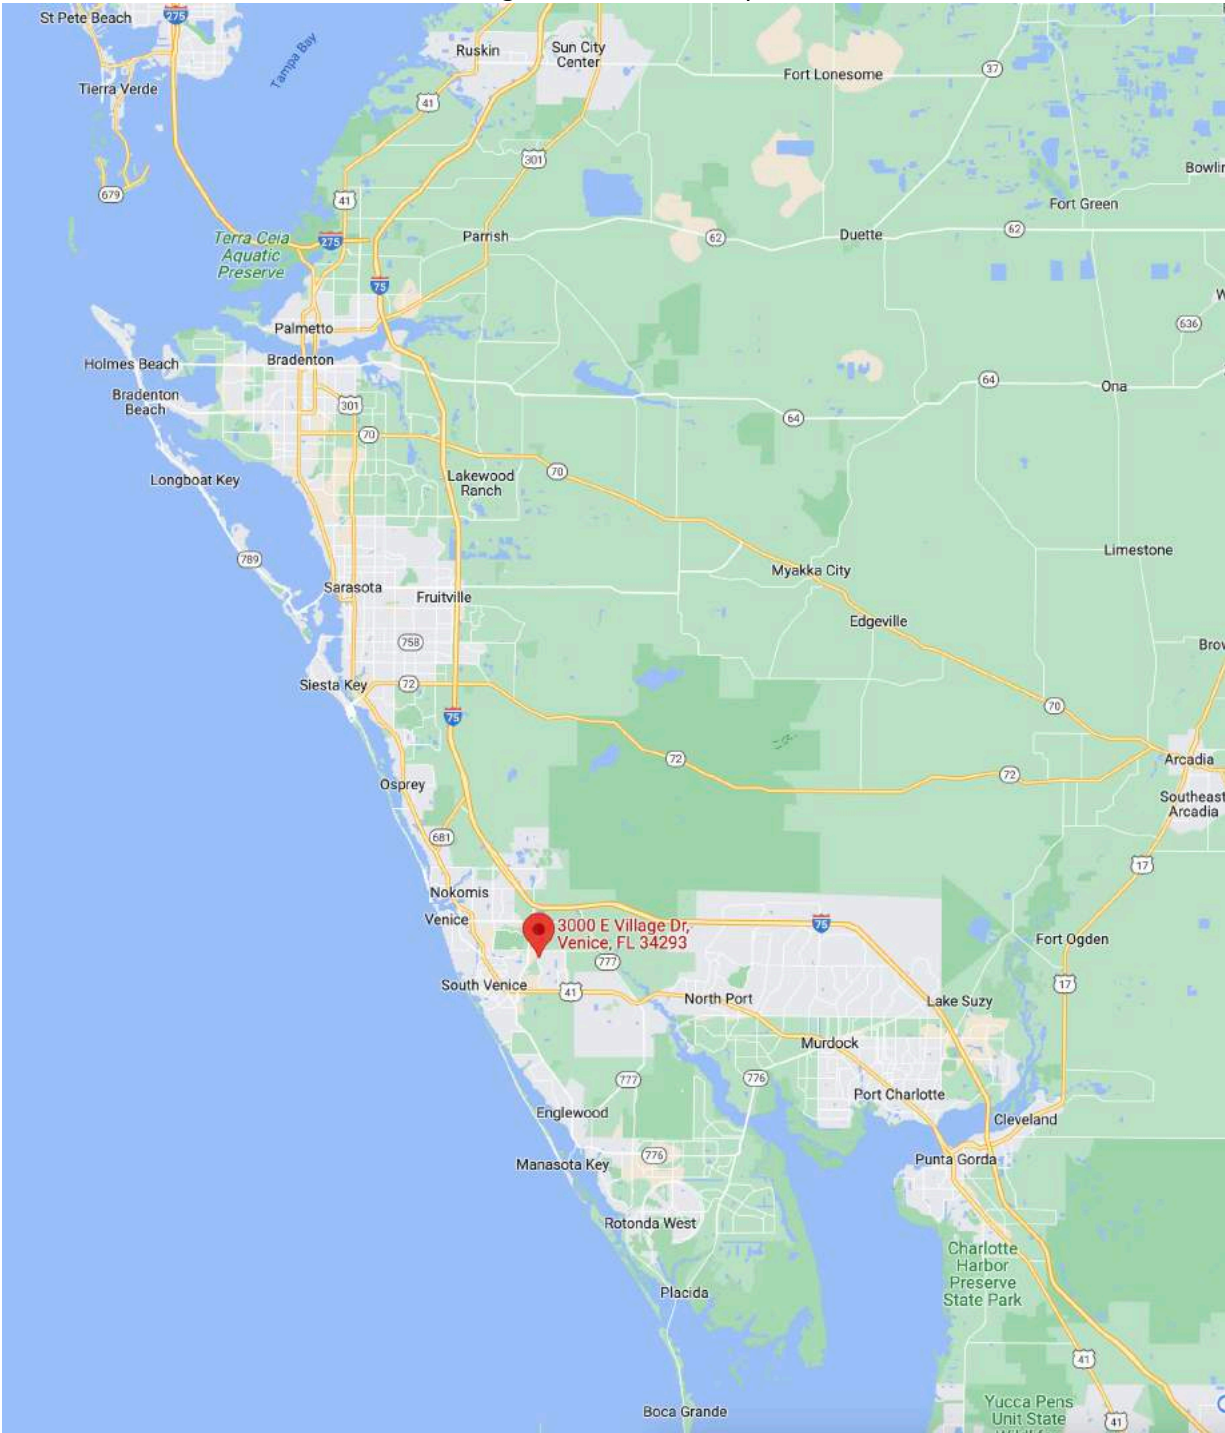 St Pete Beach
275
Tampa Bay
Ruskin
Sun City
Center
Fort Lonesome
37
Tierra Verde
41
301
679
41
Bowlin
Fort Green
Terra Ceia
Aquatic
Preserve
275
Parrish
62
Duette
62
75
Palmetto
636
Holmes Beach
Bradenton
Bradenton
Beach
301
64
Ona
64
70
Longboat Key
Lakewood
Ranch
70
789
Limestone
Myakka City
Sarasota
Fruitville
Edgeville
758
Brov
Siesta Key
72
75
70
72
Arcadia
72
Osprey
Southeast
Arcadia
681
17
Nokomis
Venice
3000 E Village Dr,
Venice, FL 34293
75
Fort Ogden
777
South Venice
41
North Port
17
Lake Suzy
Murdock
777
776
Port Charlotte
Englewood
Cleveland
776
Manasota Key
Punta Gorda
Rotonda West
Charlotte
Harbor
Preserve
State Park
Placida
41
Boca Grande
Yucca Pens
Unit State
41